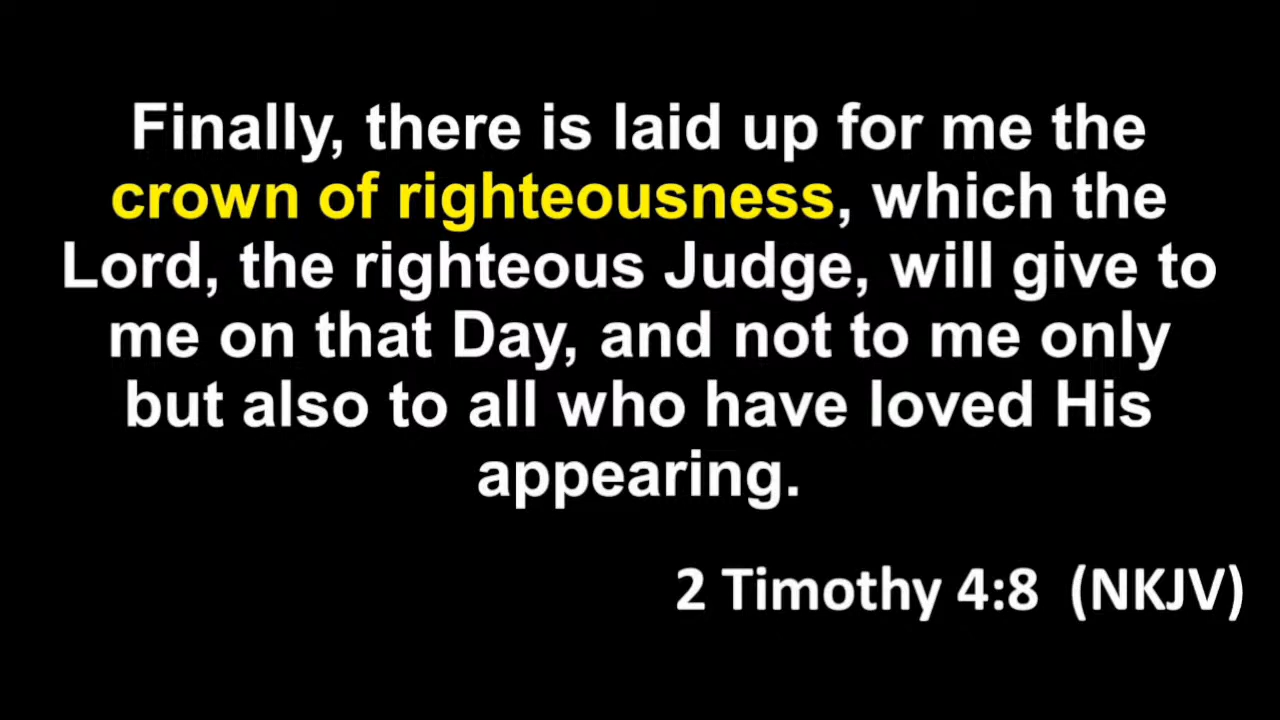 Finally, there is laid up for me the
crown of righteousness, which the
Lord, the righteous Judge, will give to
me on that Day, and not to me only
but also to all who have loved His
appearing.
2 Timothy 4:8  (NKJV)